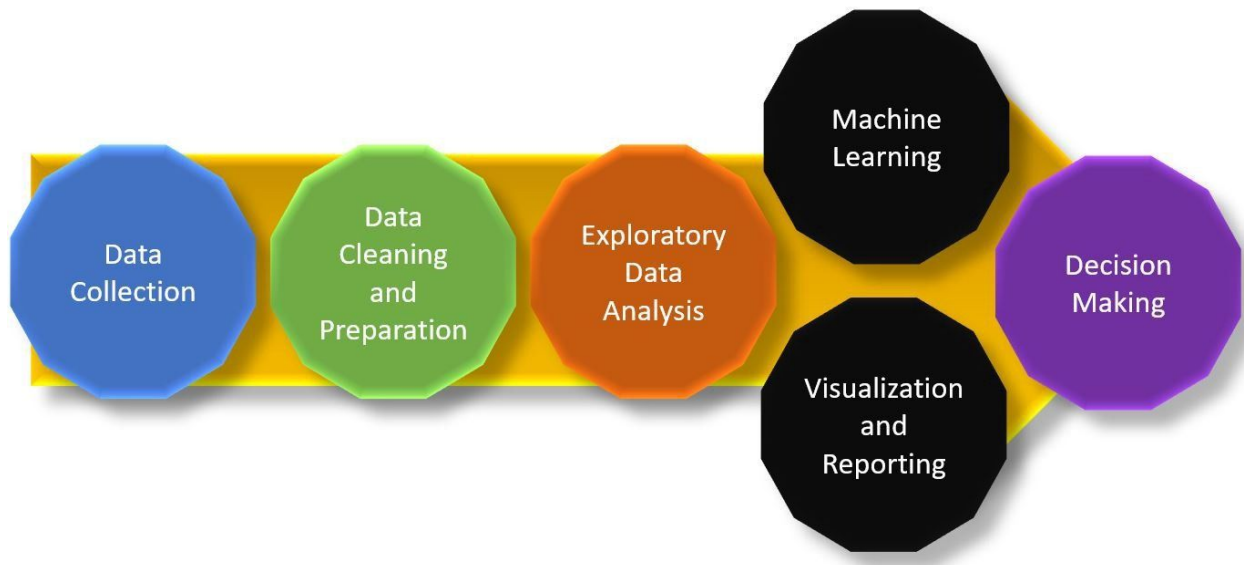 Data
Collection
Data
Cleaning
and
Preparation
Exploratory
Data
Analysis
Machine
Learning
Visualization
and
Reporting
Decision
Making